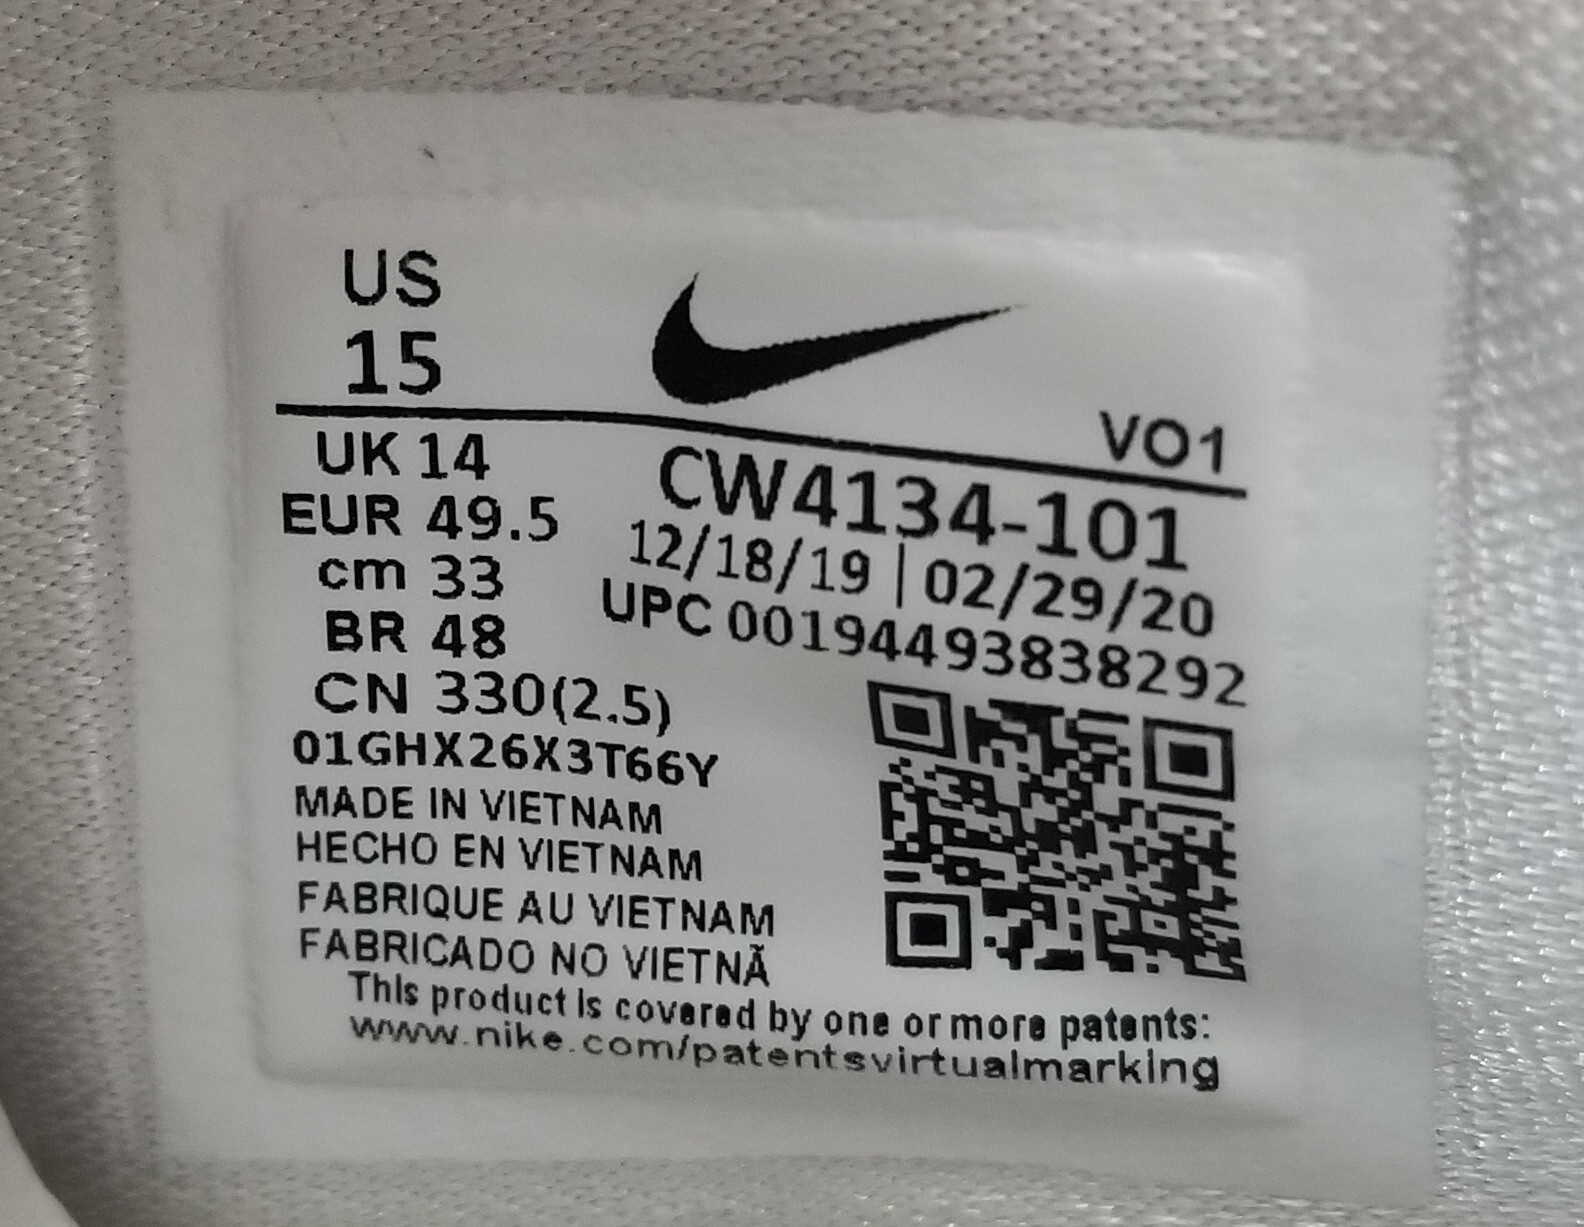 US
15
VO1
UK 14
EUR 49.5
cm 33
BR 48
CN 330(2.5)
CW4134-101
12/18/19 | 02/29/20
UPC 00194493838292
01GHX26X3T66Y
MADE IN VIETNAM
HECHO EN VIETNAM
FABRIQUE AU VIETNAM
FABRICADO NO VIETNÃ
This product is covered by one or more patents:
www.nike.com/patentsvirtualmarking